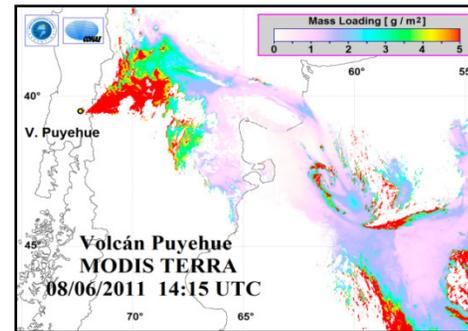 Mass Loading [ g / m² ]
0 1 2 3 4 5
CONAE
60° 55°
40°
V. Puyehue
70 65
45
Volcán Puyehue
MODIS TERRA
08/06/2011 14:15 UTC